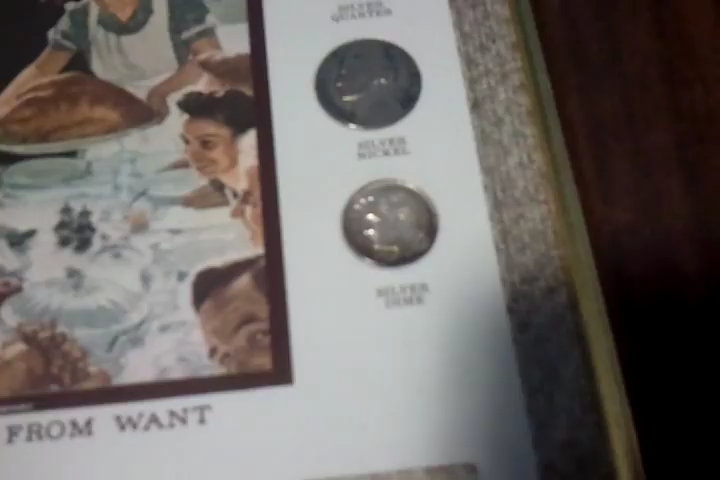 SILVER
QUARTER
SILVER
NICKEL
SILVER
DIME
FROM WANT